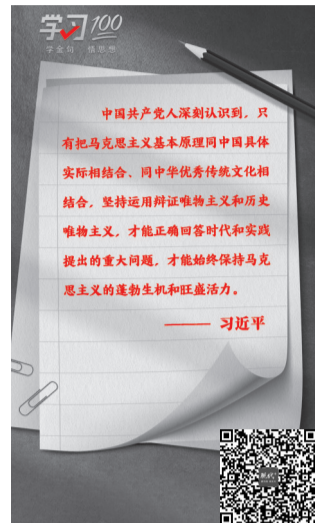 学习100
学金句 悟思想
中国共产党人深刻认识到，只
有把马克思主义基本原理同中国具体
实际相结合、同中华优秀传统文化相
结合，坚持运用辩证唯物主义和历史
唯物主义，才能正确回答时代和实践
提出的重大问题，才能始终保持马克
思主义的蓬勃生机和旺盛活力。
——— 习近平